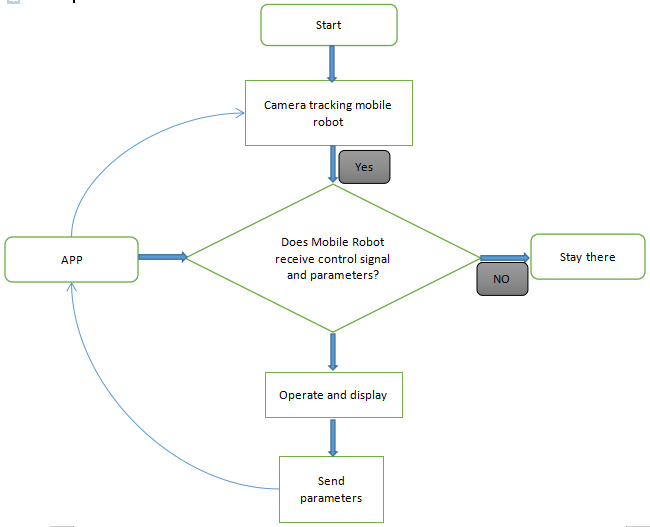 Start
Camera tracking mobile
robot
Yes
Does Mobile Robot
receive control signal
and parameters?
APP
Stay there
NO
Operate and display
Send
parameters